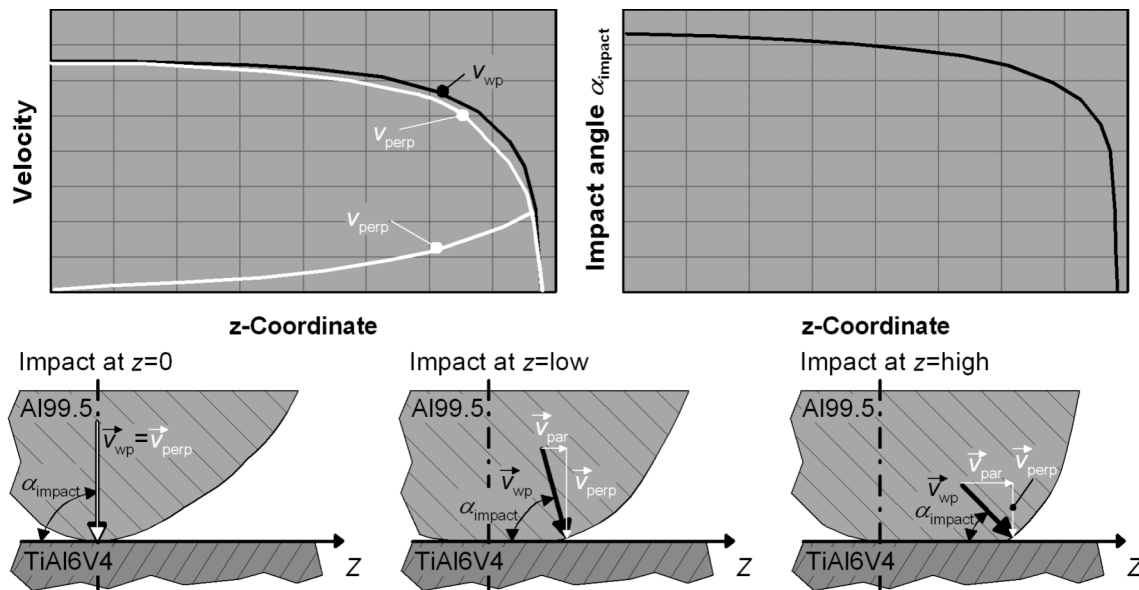 Velocity
v_wp
v_perp
v_perp
z-Coordinate
Impact angle α_impact
z-Coordinate
Impact at z=0
Al99.5
v_wp=v_perp
α_impact
TiAl6V4
Z
Impact at z=low
Al99.5
v_par
v_wp
v_perp
α_impact
TiAl6V4
Z
Impact at z=high
Al99.5
v_par
v_perp
v_wp
α_impact
TiAl6V4
Z